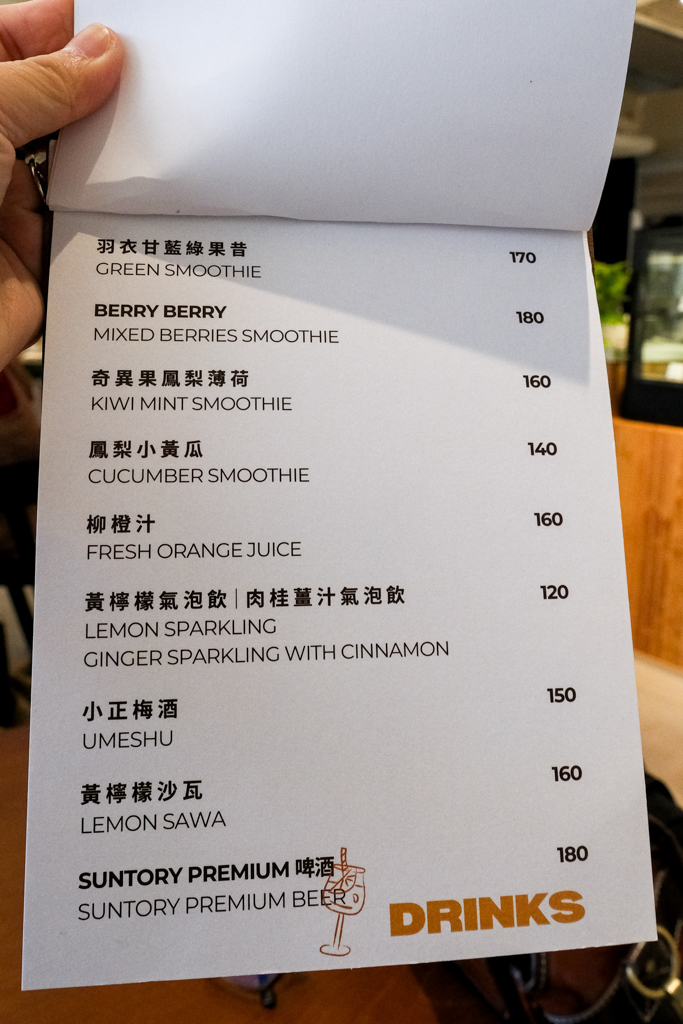 羽衣甘藍綠果昔 170
GREEN SMOOTHIE
BERRY BERRY 180
MIXED BERRIES SMOOTHIE
奇異果鳳梨薄荷 160
KIWI MINT SMOOTHIE
鳳梨小黃瓜 140
CUCUMBER SMOOTHIE
柳橙汁 160
FRESH ORANGE JUICE
黃檸檬氣泡飲｜肉桂薑汁氣泡飲 120
LEMON SPARKLING
GINGER SPARKLING WITH CINNAMON
小正梅酒 150
UMESHU
黃檸檬沙瓦 160
LEMON SAWA
SUNTORY PREMIUM 啤酒 180
SUNTORY PREMIUM BEER
DRINKS